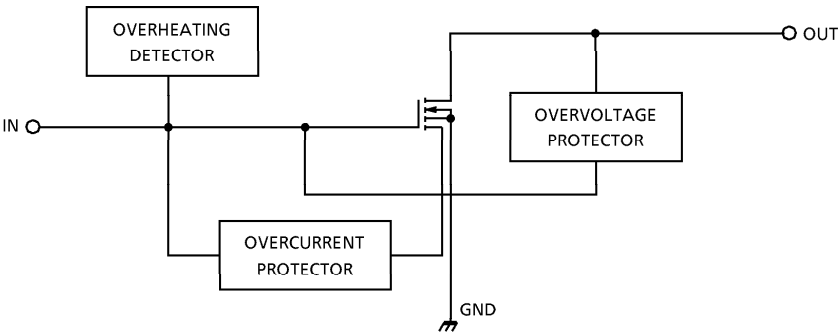 OVERHEATING
DETECTOR
OUT
OVERVOLTAGE
PROTECTOR
IN
OVERCURRENT
PROTECTOR
GND